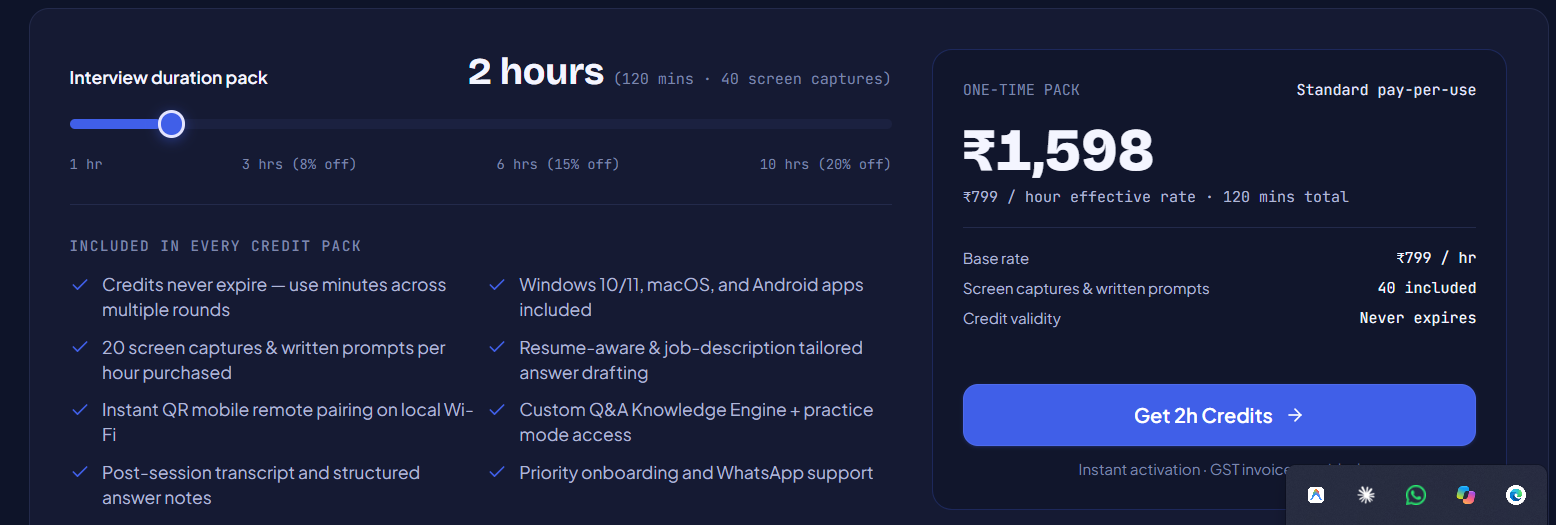 Interview duration pack
2 hours (120 mins · 40 screen captures)
1 hr
3 hrs (8% off)
6 hrs (15% off)
10 hrs (20% off)
INCLUDED IN EVERY CREDIT PACK
Credits never expire — use minutes across
multiple rounds
20 screen captures & written prompts per
hour purchased
Instant QR mobile remote pairing on local Wi-
Fi
Post-session transcript and structured
answer notes
Windows 10/11, macOS, and Android apps
included
Resume-aware & job-description tailored
answer drafting
Custom Q&A Knowledge Engine + practice
mode access
Priority onboarding and WhatsApp support
ONE-TIME PACK
Standard pay-per-use
₹1,598
₹799 / hour effective rate · 120 mins total
Base rate
₹799 / hr
Screen captures & written prompts
40 included
Credit validity
Never expires
Get 2h Credits →
Instant activation · GST invoice